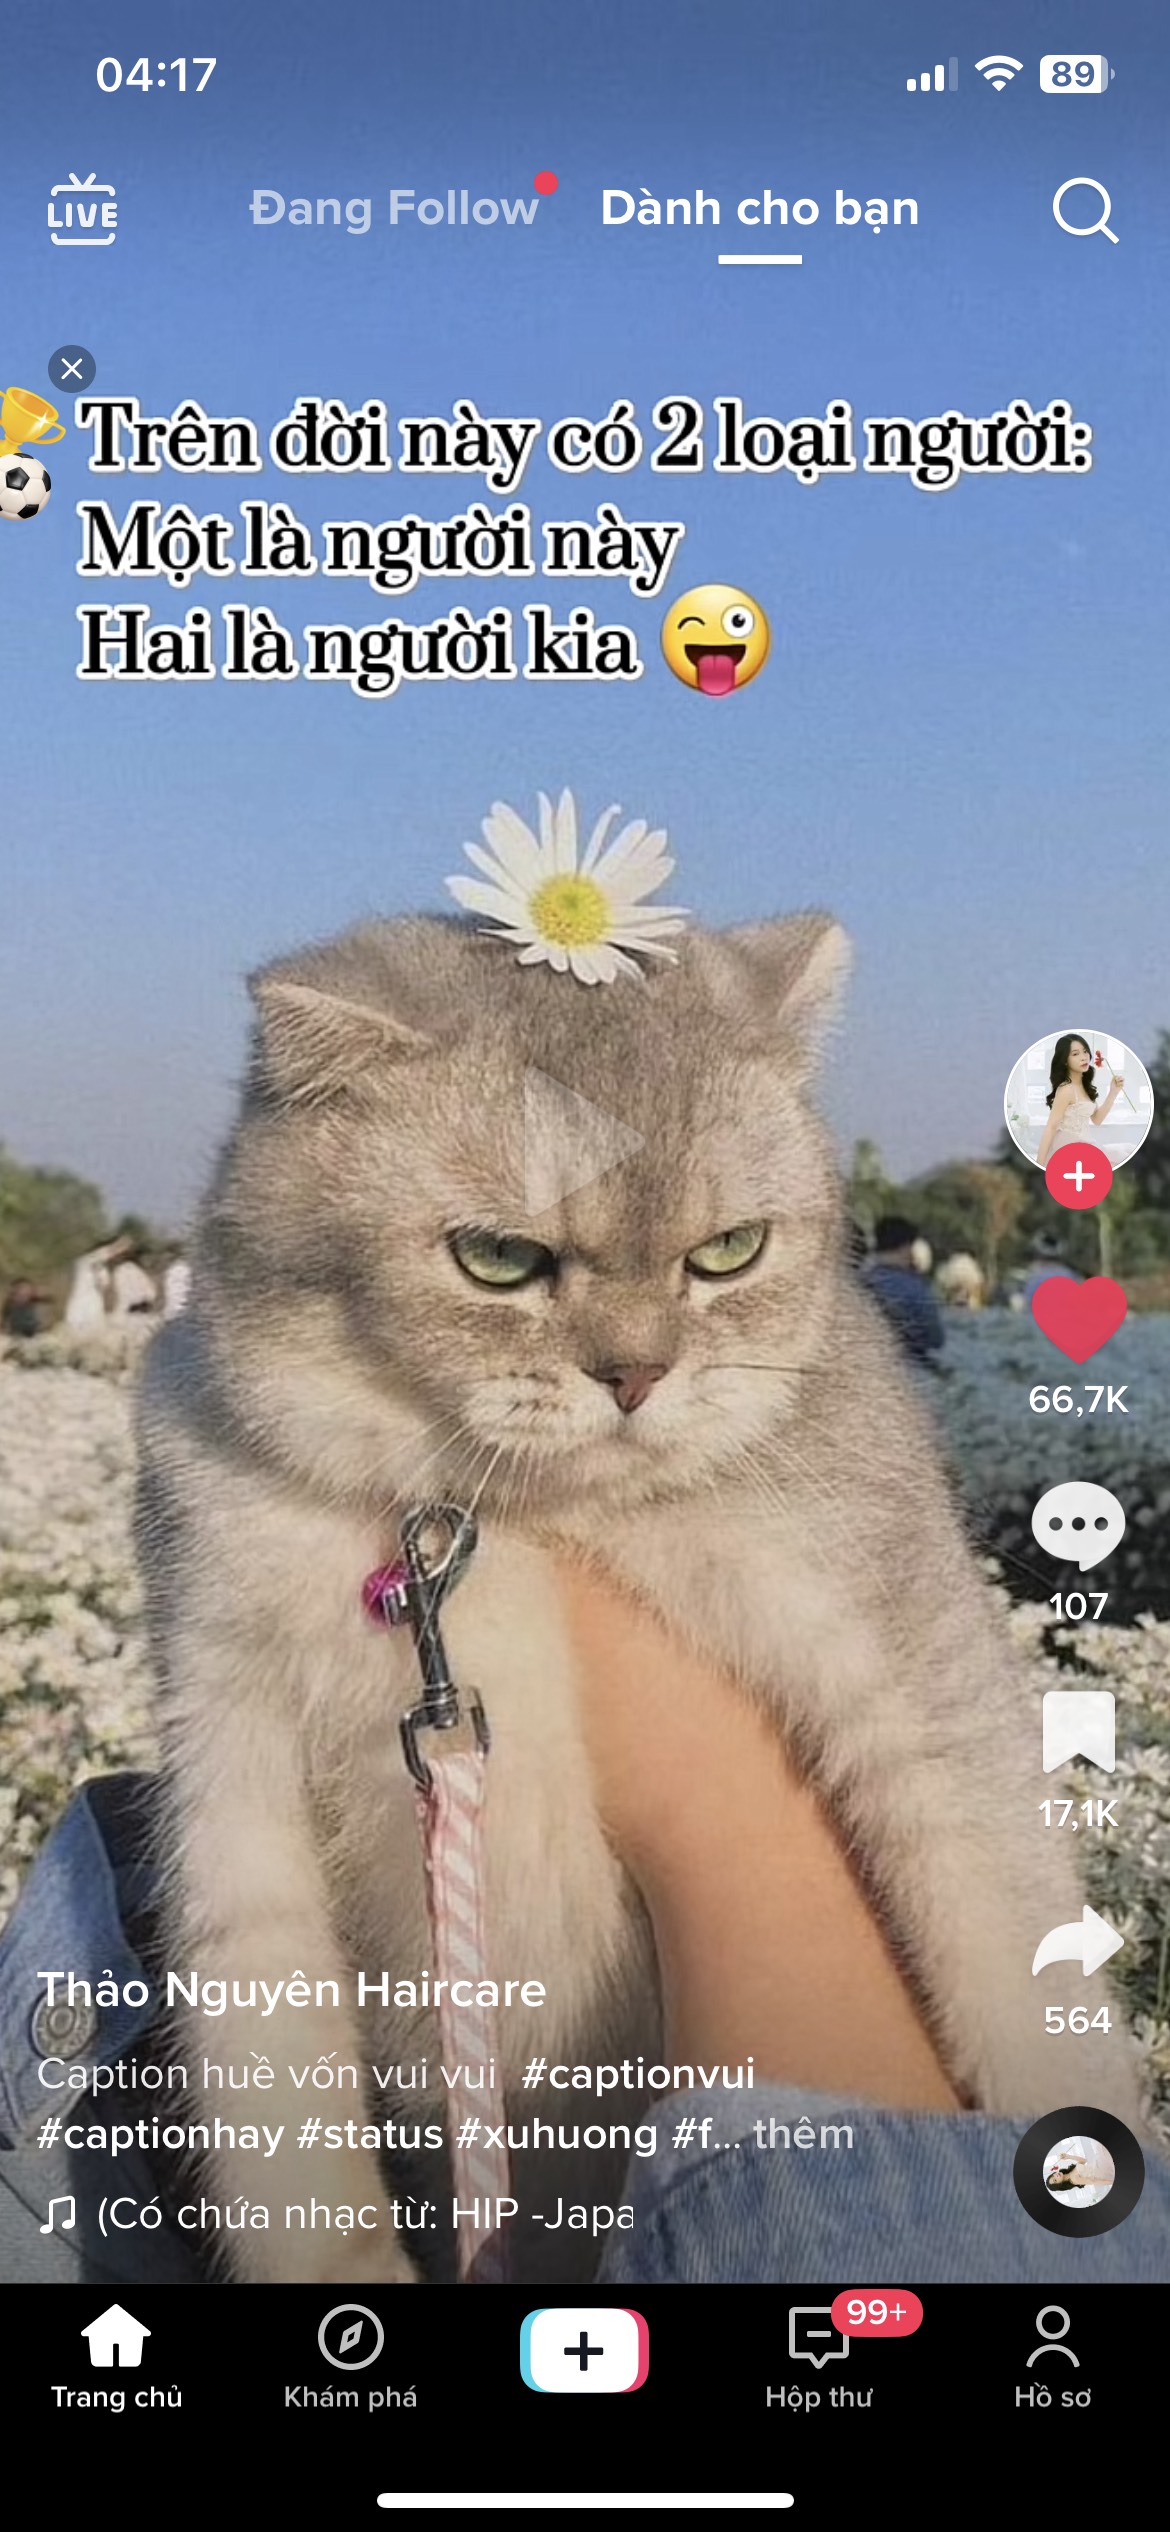 04:17
89
LIVE
Đang Follow
Dành cho bạn
Trên đời này có 2 loại người:
Một là người này
Hai là người kia
66,7K
107
17,1K
564
Thảo Nguyên Haircare
Caption huề vốn vui vui #captionvui
#captionhay #status #xuhuong #f... thêm
(Có chứa nhạc từ: HIP -Japa
Trang chủ
Khám phá
99+
Hộp thư
Hồ sơ